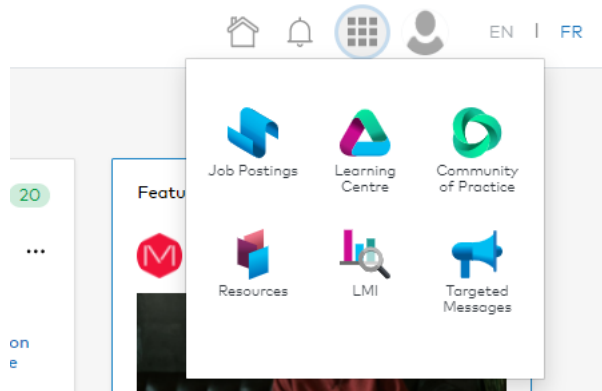 EN | FR
Job Postings
Learning
Centre
Community
of Practice
20
Featu
M
...
Resources
LMI
Targeted
Messages
on
e